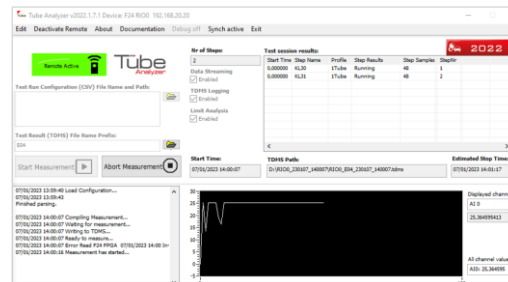 Tube Analyzer v2022.1.7.1 Device: F24 RIO0 192.168.20.20
Edit Deactivate Remote About Documentation Debug off Synch active Exit
Remote Active
Tube
Analyzer
Nr of Steps:
2
Data Streaming
Enabled
TDMS Logging
Enabled
Limit Analysis
Enabled
Test session results:
2022
Start Time Step Name Profile Step Results Step Samples StepNr
0,000000 KL30 1Tube Running 48 1
0,000000 KL31 1Tube Running 48 2
Test Run Configuration (CSV) File Name and Path:
Test Result (TDMS) File Name Prefix:
E04
Start Measurement
Abort Measurement
Start Time:
07/01/2023 14:00:07
TDMS Path:
D:\RIO0_230107_140007\RIO0_E04_230107_140007.tdms
Estimated Stop Time:
07/01/2023 14:01:17
07/01/2023 13:59:40 Load Configuration...
07/01/2023 13:59:43
Finished parsing.
07/01/2023 14:00:07 Compiling Measurement...
07/01/2023 14:00:07 Waiting for measurement...
07/01/2023 14:00:07 Writing to TDMS...
07/01/2023 14:00:07 Ready to measure...
07/01/2023 14:00:07 Error Read F24 FPGA 07/01/2023 14:00
07/01/2023 14:00:16 Measurement has started...
30
25
20
15
10
5
0
-5
Displayed chann
AI 0
25,364595413
All channel value
AI0: 25,364595